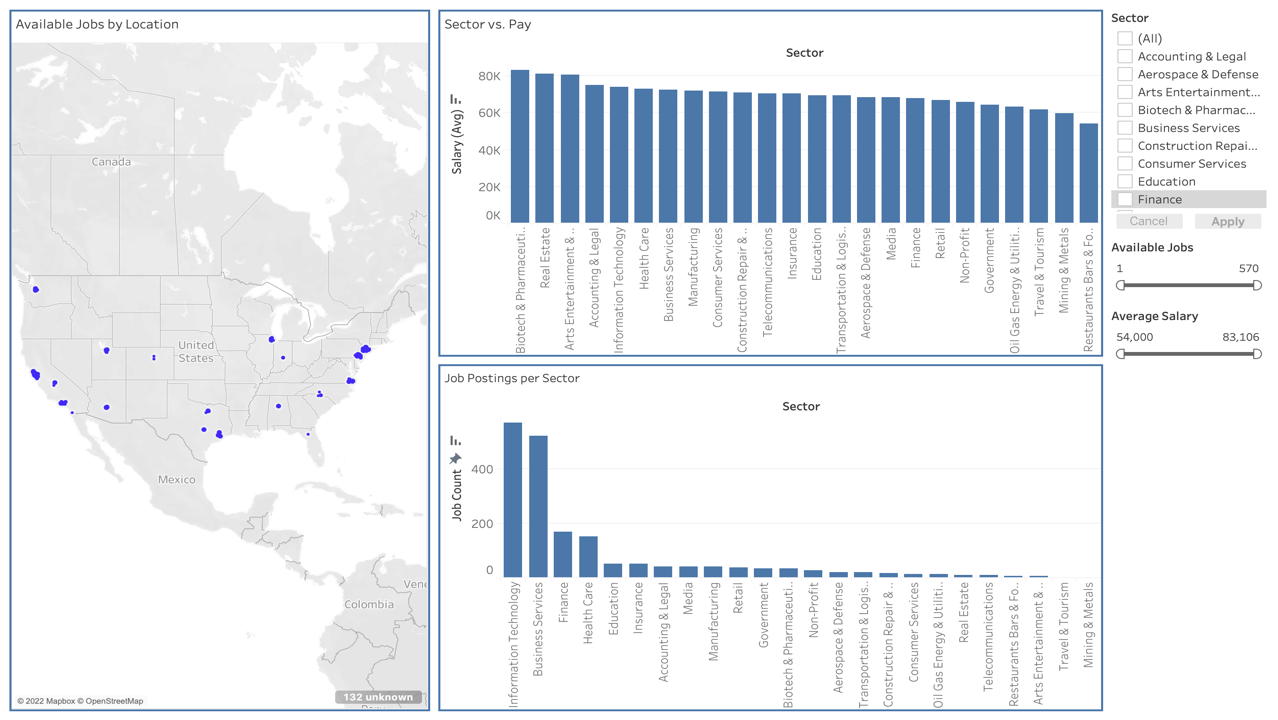 Available Jobs by Location
Canada
United
States
Mexico
Vene
Colombia
132 unknown
© 2022 Mapbox © OpenStreetMap
Sector vs. Pay
Sector
Salary (Avg)
80K
60K
40K
20K
0K
Biotech & Pharmaceuti..
Real Estate
Arts Entertainment & ..
Accounting & Legal
Information Technology
Health Care
Business Services
Manufacturing
Consumer Services
Construction Repair & ..
Telecommunications
Insurance
Education
Transportation & Logis..
Aerospace & Defense
Media
Finance
Retail
Non-Profit
Government
Oil Gas Energy & Utiliti..
Travel & Tourism
Mining & Metals
Restaurants Bars & Fo..
Job Postings per Sector
Sector
Job Count
400
200
0
Information Technology
Business Services
Finance
Health Care
Education
Insurance
Accounting & Legal
Media
Manufacturing
Retail
Government
Biotech & Pharmaceuti..
Non-Profit
Aerospace & Defense
Transportation & Logis..
Construction Repair & ..
Consumer Services
Oil Gas Energy & Utiliti..
Real Estate
Telecommunications
Restaurants Bars & Fo..
Arts Entertainment & ..
Travel & Tourism
Mining & Metals
Sector
(All)
Accounting & Legal
Aerospace & Defense
Arts Entertainment...
Biotech & Pharmac...
Business Services
Construction Repai...
Consumer Services
Education
Finance
Cancel Apply
Available Jobs
1 570
Average Salary
54,000 83,106